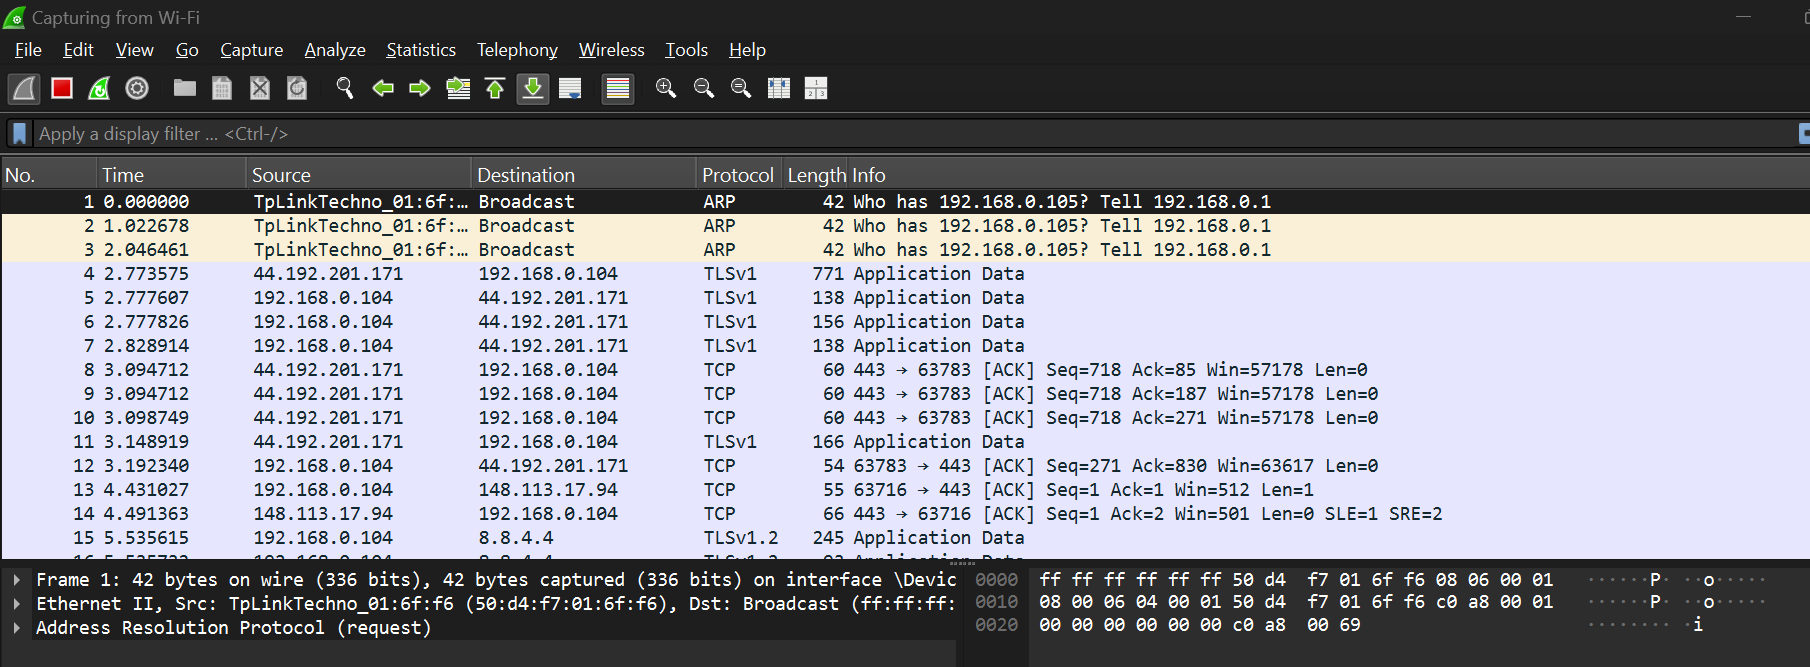 Capturing from Wi-Fi
File Edit View Go Capture Analyze Statistics Telephony Wireless Tools Help
Apply a display filter ... <Ctrl-/>
No. Time Source Destination Protocol Length Info
1 0.000000 TpLinkTechno_01:6f:… Broadcast ARP 42 Who has 192.168.0.105? Tell 192.168.0.1
2 1.022678 TpLinkTechno_01:6f:… Broadcast ARP 42 Who has 192.168.0.105? Tell 192.168.0.1
3 2.046461 TpLinkTechno_01:6f:… Broadcast ARP 42 Who has 192.168.0.105? Tell 192.168.0.1
4 2.773575 44.192.201.171 192.168.0.104 TLSv1 771 Application Data
5 2.777607 192.168.0.104 44.192.201.171 TLSv1 138 Application Data
6 2.777826 192.168.0.104 44.192.201.171 TLSv1 156 Application Data
7 2.828914 192.168.0.104 44.192.201.171 TLSv1 138 Application Data
8 3.094712 44.192.201.171 192.168.0.104 TCP 60 443 → 63783 [ACK] Seq=718 Ack=85 Win=57178 Len=0
9 3.094712 44.192.201.171 192.168.0.104 TCP 60 443 → 63783 [ACK] Seq=718 Ack=187 Win=57178 Len=0
10 3.098749 44.192.201.171 192.168.0.104 TCP 60 443 → 63783 [ACK] Seq=718 Ack=271 Win=57178 Len=0
11 3.148919 44.192.201.171 192.168.0.104 TLSv1 166 Application Data
12 3.192340 192.168.0.104 44.192.201.171 TCP 54 63783 → 443 [ACK] Seq=271 Ack=830 Win=63617 Len=0
13 4.431027 192.168.0.104 148.113.17.94 TCP 55 63716 → 443 [ACK] Seq=1 Ack=1 Win=512 Len=1
14 4.491363 148.113.17.94 192.168.0.104 TCP 66 443 → 63716 [ACK] Seq=1 Ack=2 Win=501 Len=0 SLE=1 SRE=2
15 5.535615 192.168.0.104 8.8.4.4 TLSv1.2 245 Application Data
Frame 1: 42 bytes on wire (336 bits), 42 bytes captured (336 bits) on interface \Devic
Ethernet II, Src: TpLinkTechno_01:6f:f6 (50:d4:f7:01:6f:f6), Dst: Broadcast (ff:ff:ff:
Address Resolution Protocol (request)
0000 ff ff ff ff ff ff 50 d4 f7 01 6f f6 08 06 00 01 ······P· ··o·····
0010 08 00 06 04 00 01 50 d4 f7 01 6f f6 c0 a8 00 01 ······P· ··o·····
0020 00 00 00 00 00 00 c0 a8 00 69 ········ ·i